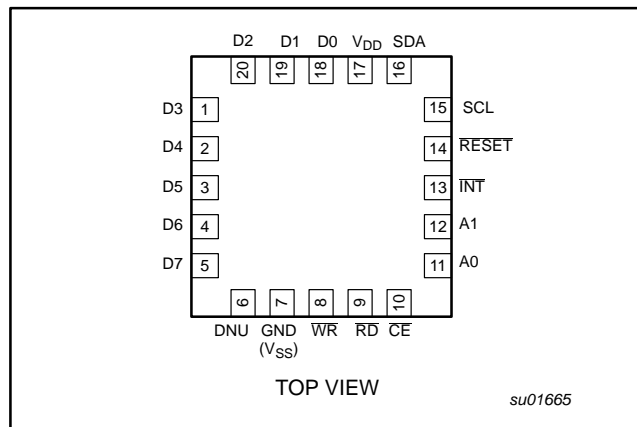 D2 D1 D0 VDD SDA
20 19 18 17 16
D3 1 15 SCL
D4 2 14 RESET
D5 3 13 INT
D6 4 12 A1
D7 5 11 A0
6 7 8 9 10
DNU GND WR RD CE
(VSS)
TOP VIEW
su01665